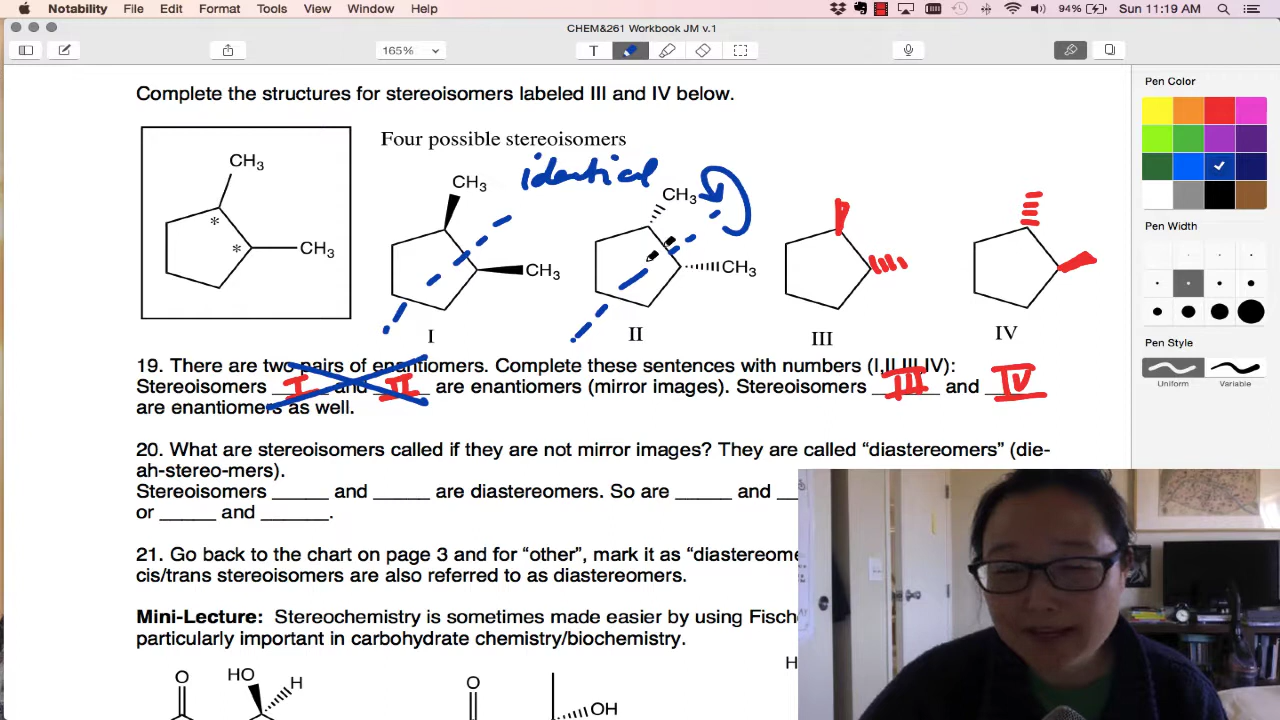 Notability File Edit Format Tools View Window Help 94% Sun 11:19 AM
CHEM&261 Workbook JM v.1
165% T
Pen Color
Pen Width
Pen Style
Uniform Variable
Complete the structures for stereoisomers labeled III and IV below.
Four possible stereoisomers
identical
CH3
* *
CH3
CH3
CH3
I
CH3
CH3
II
III
IV
19. There are two pairs of enantiomers. Complete these sentences with numbers (I,II,III,IV):
Stereoisomers I and II are enantiomers (mirror images). Stereoisomers III and IV
are enantiomers as well.
20. What are stereoisomers called if they are not mirror images? They are called “diastereomers” (die-
ah-stereo-mers).
Stereoisomers ______ and ______ are diastereomers. So are ______ and
or ______ and _______.
21. Go back to the chart on page 3 and for “other”, mark it as “diastereome
cis/trans stereoisomers are also referred to as diastereomers.
Mini-Lecture: Stereochemistry is sometimes made easier by using Fische
particularly important in carbohydrate chemistry/biochemistry.
O HO H
O OH
H